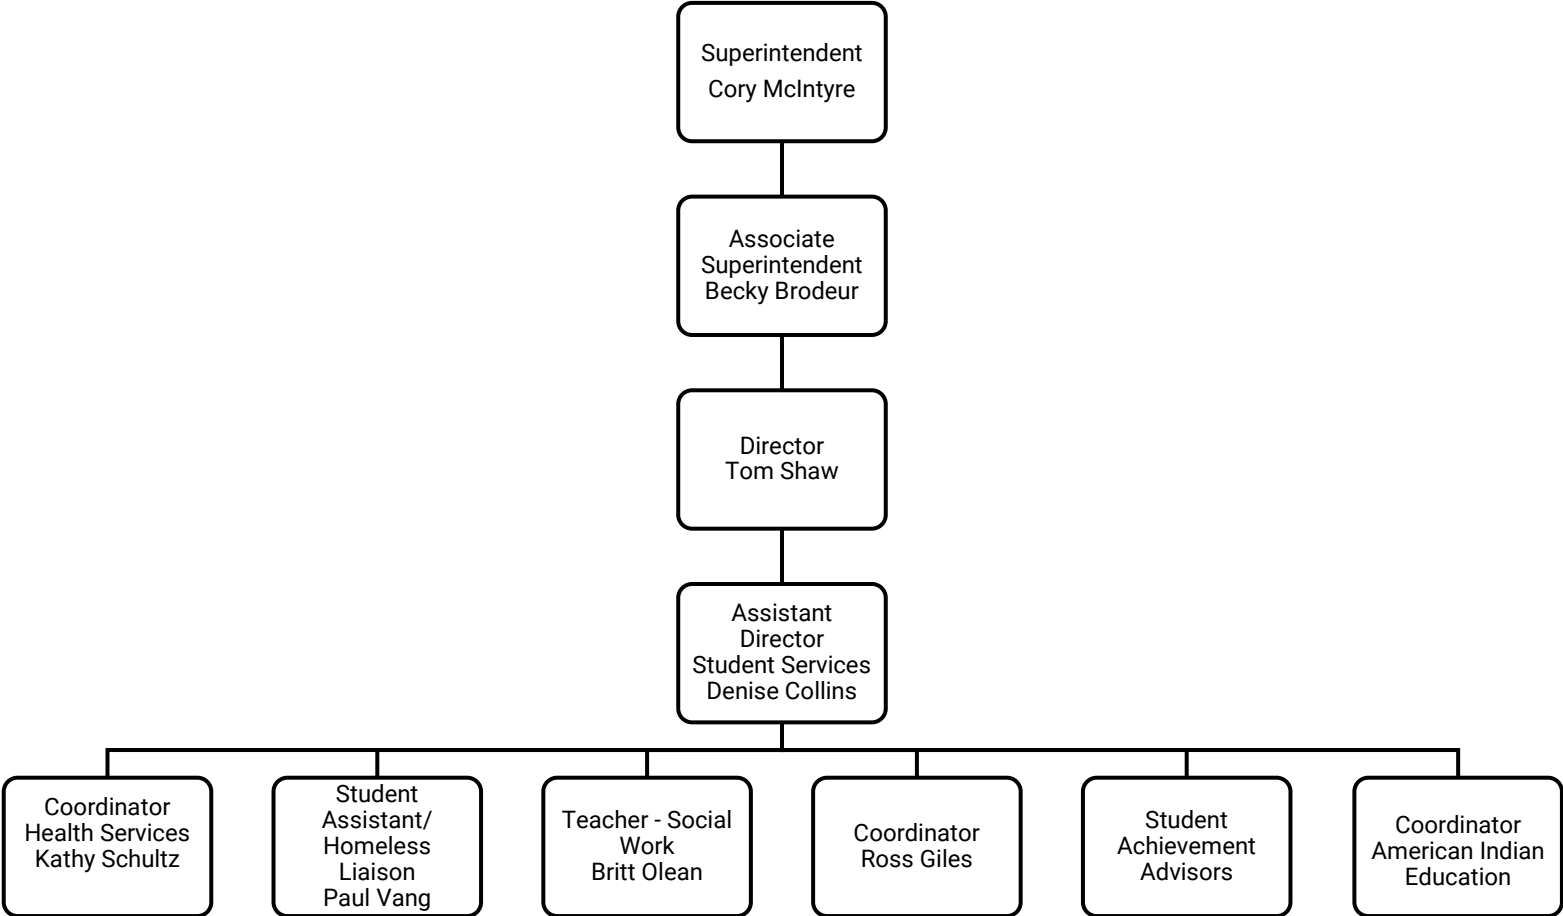 Superintendent
Cory McIntyre
Associate
Superintendent
Becky Brodeur
Director
Tom Shaw
Assistant
Director
Student Services
Denise Collins
Coordinator
Health Services
Kathy Schultz
Student
Assistant/
Homeless
Liaison
Paul Vang
Teacher - Social
Work
Britt Olean
Coordinator
Ross Giles
Student
Achievement
Advisors
Coordinator
American Indian
Education